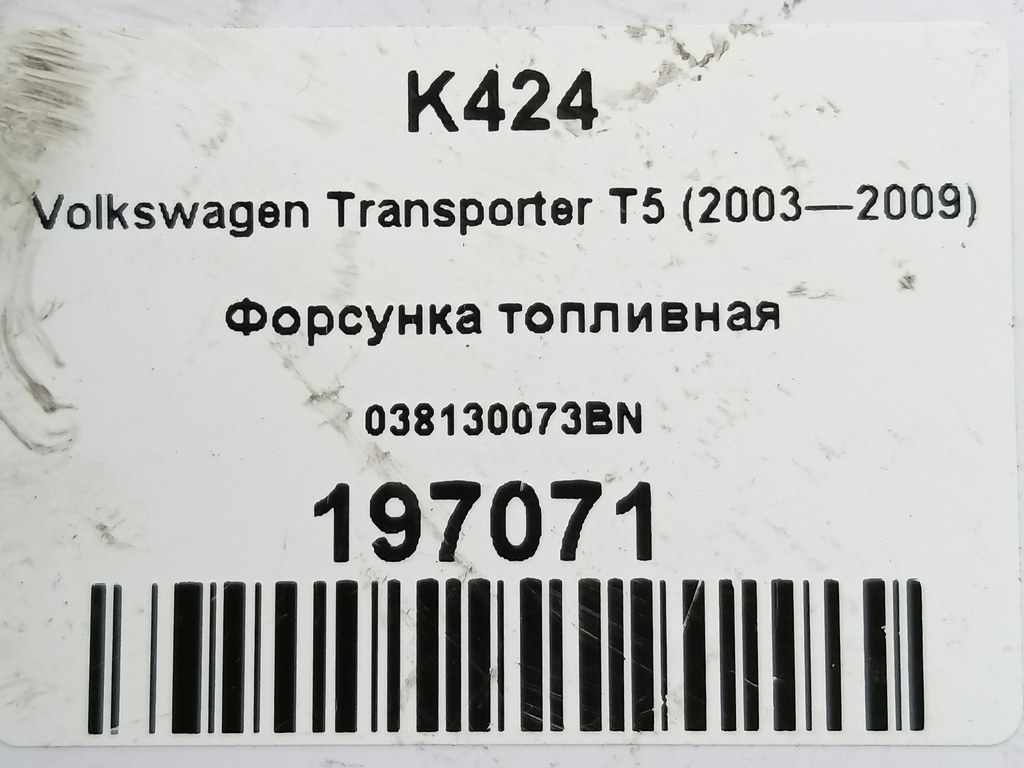 K424
Volkswagen Transporter T5 (2003—2009)
Форсунка топливная
038130073BN
197071